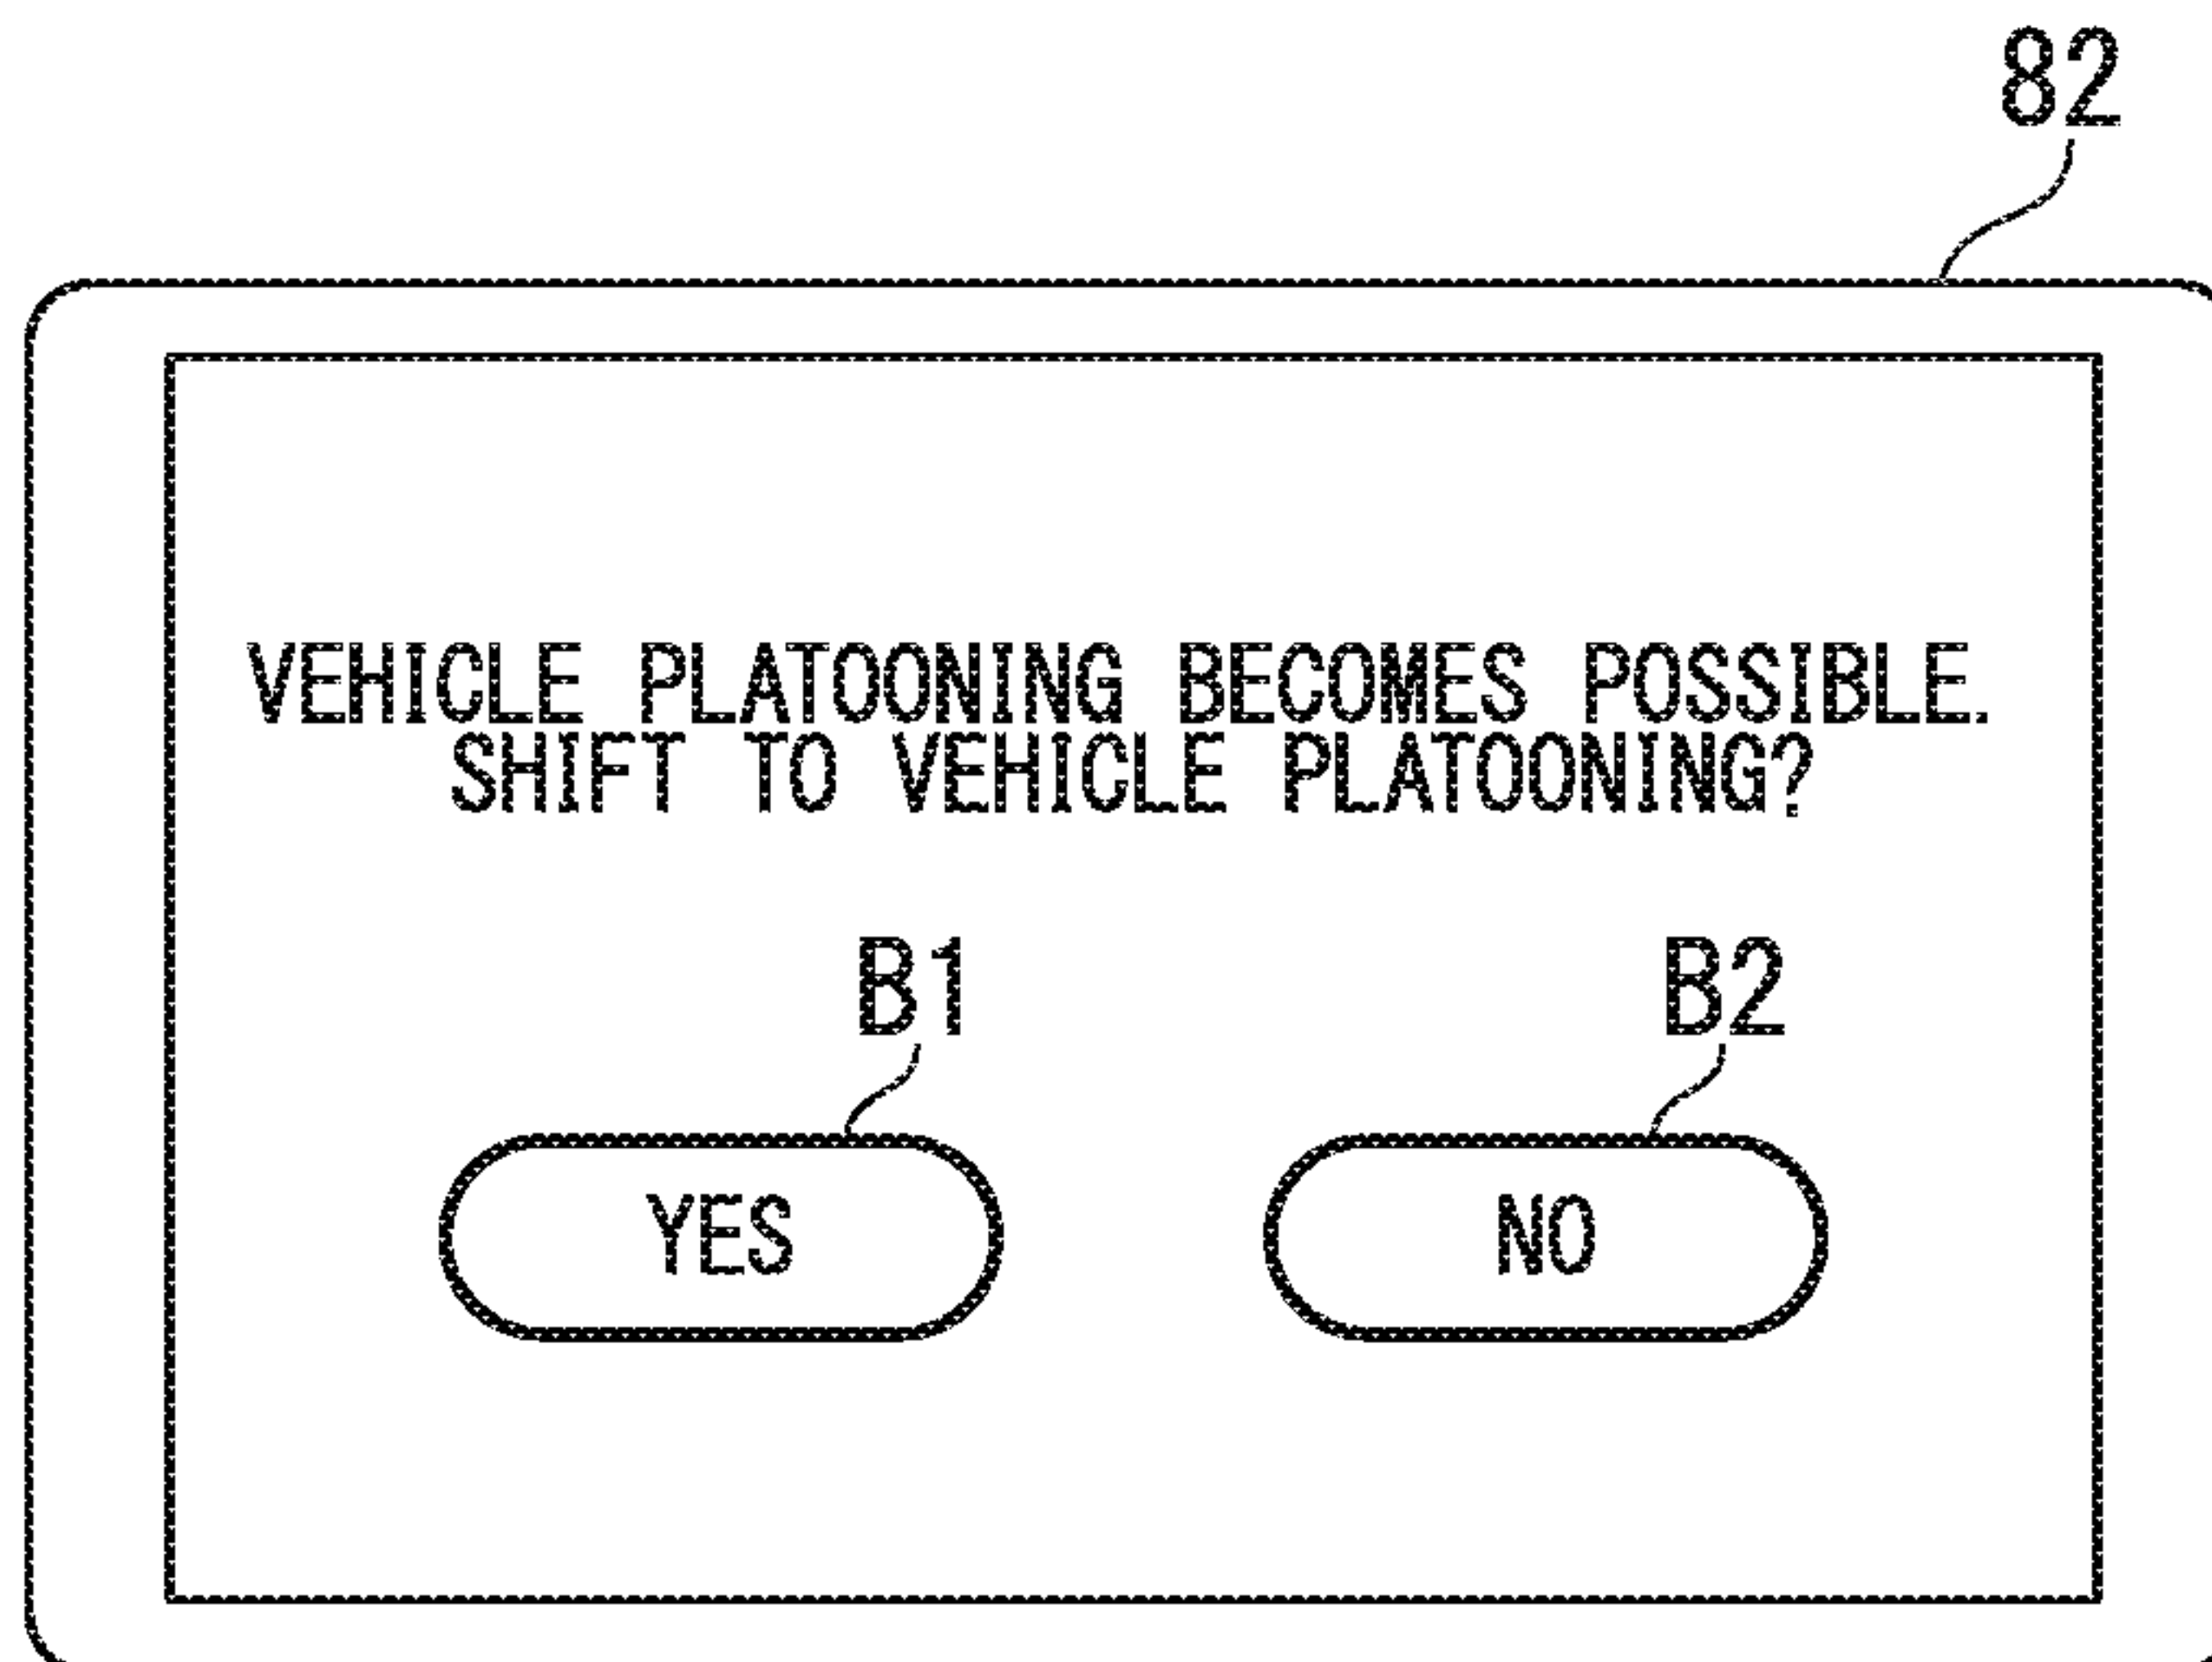 82
VEHICLE PLATOONING BECOMES POSSIBLE.
SHIFT TO VEHICLE PLATOONING?
B1 B2
YES NO